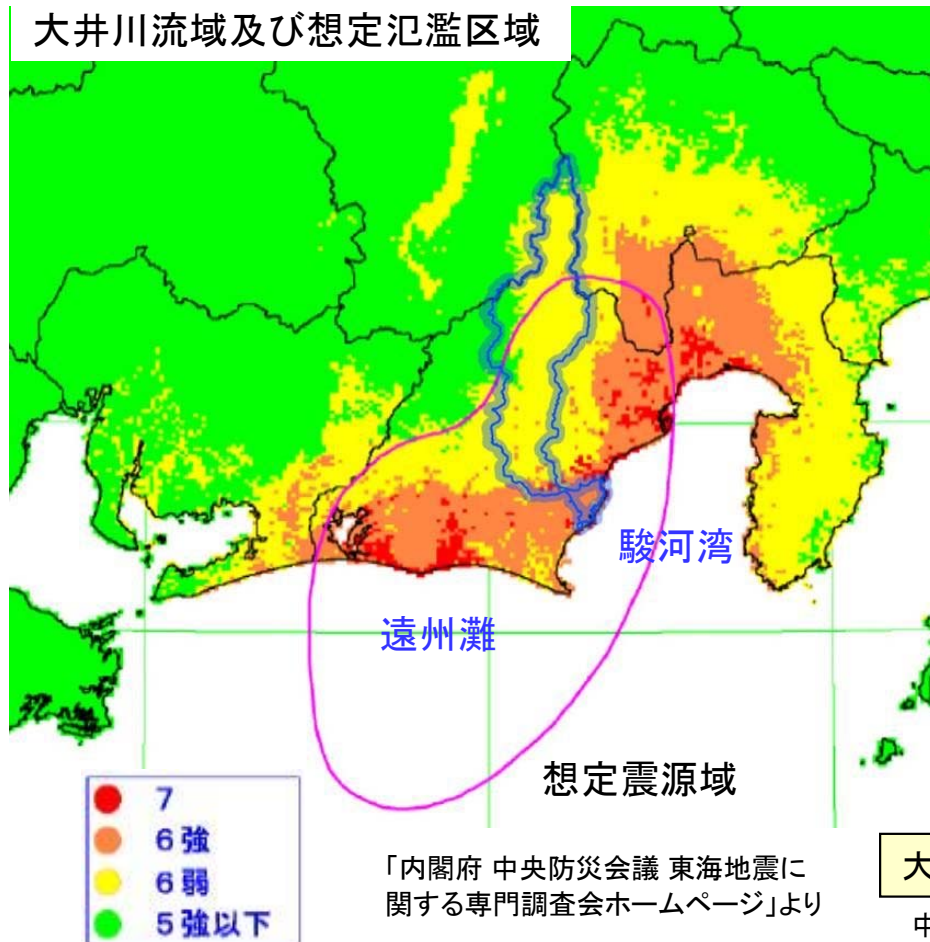 大井川流域及び想定氾濫区域
駿河湾
遠州灘
想定震源域
7
6強
6弱
5強以下
「内閣府 中央防災会議 東海地震に
関する専門調査会ホームページ」より
大
中